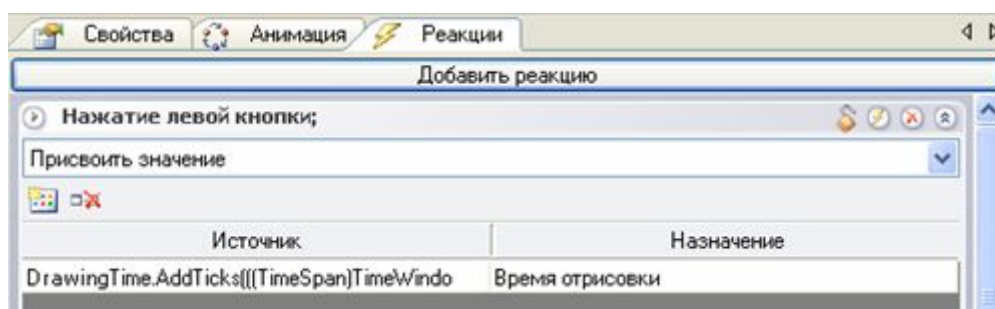 Свойства Анимация Реакции
Добавить реакцию
Нажатие левой кнопки;
Присвоить значение
Источник Назначение
DrawingTime.AddTicks(((TimeSpan)TimeWindo Время отрисовки